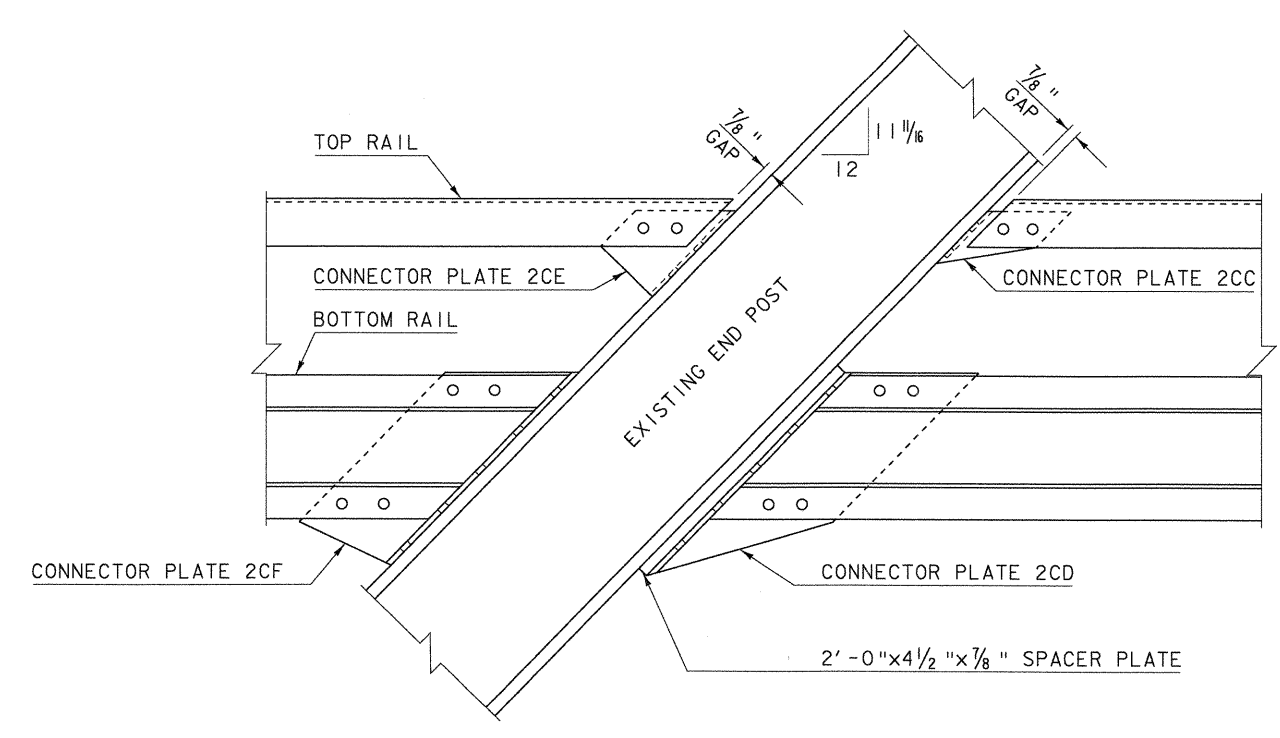 7/8 "
GAP
7/8 "
GAP
11 11/16
12
TOP RAIL
CONNECTOR PLATE 2CE
CONNECTOR PLATE 2CC
BOTTOM RAIL
EXISTING END POST
CONNECTOR PLATE 2CF
CONNECTOR PLATE 2CD
2'-0"x4 1/2 "x 7/8 " SPACER PLATE